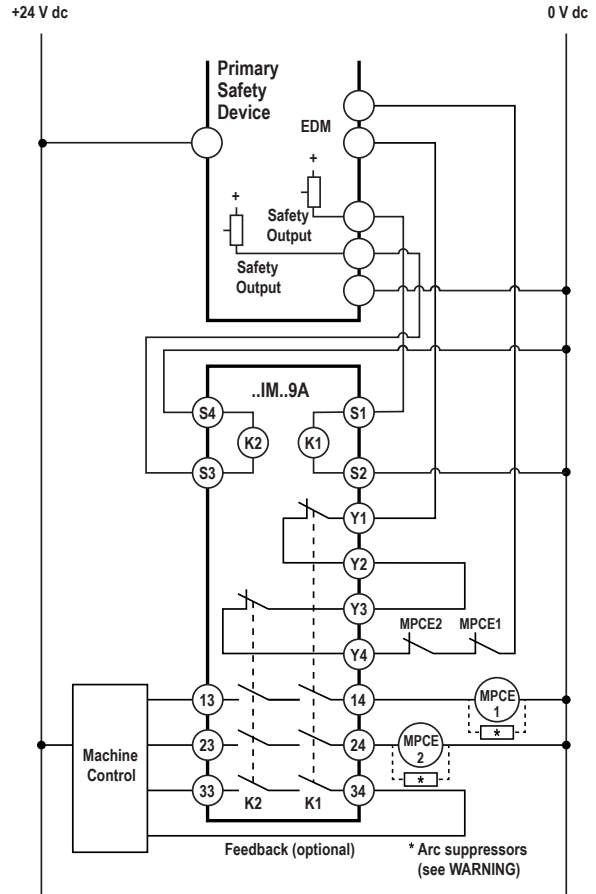 +24 V dc
0 V dc
Primary
Safety
Device
EDM
+
+
Safety
Output
Safety
Output
..IM..9A
S4
S1
K2
K1
S3
S2
Y1
Y2
Y3
MPCE2
MPCE1
Y4
13
14
MPCE
1
*
Machine
Control
23
24
MPCE
2
*
33
K2
K1
34
Feedback (optional)
* Arc suppressors
(see WARNING)